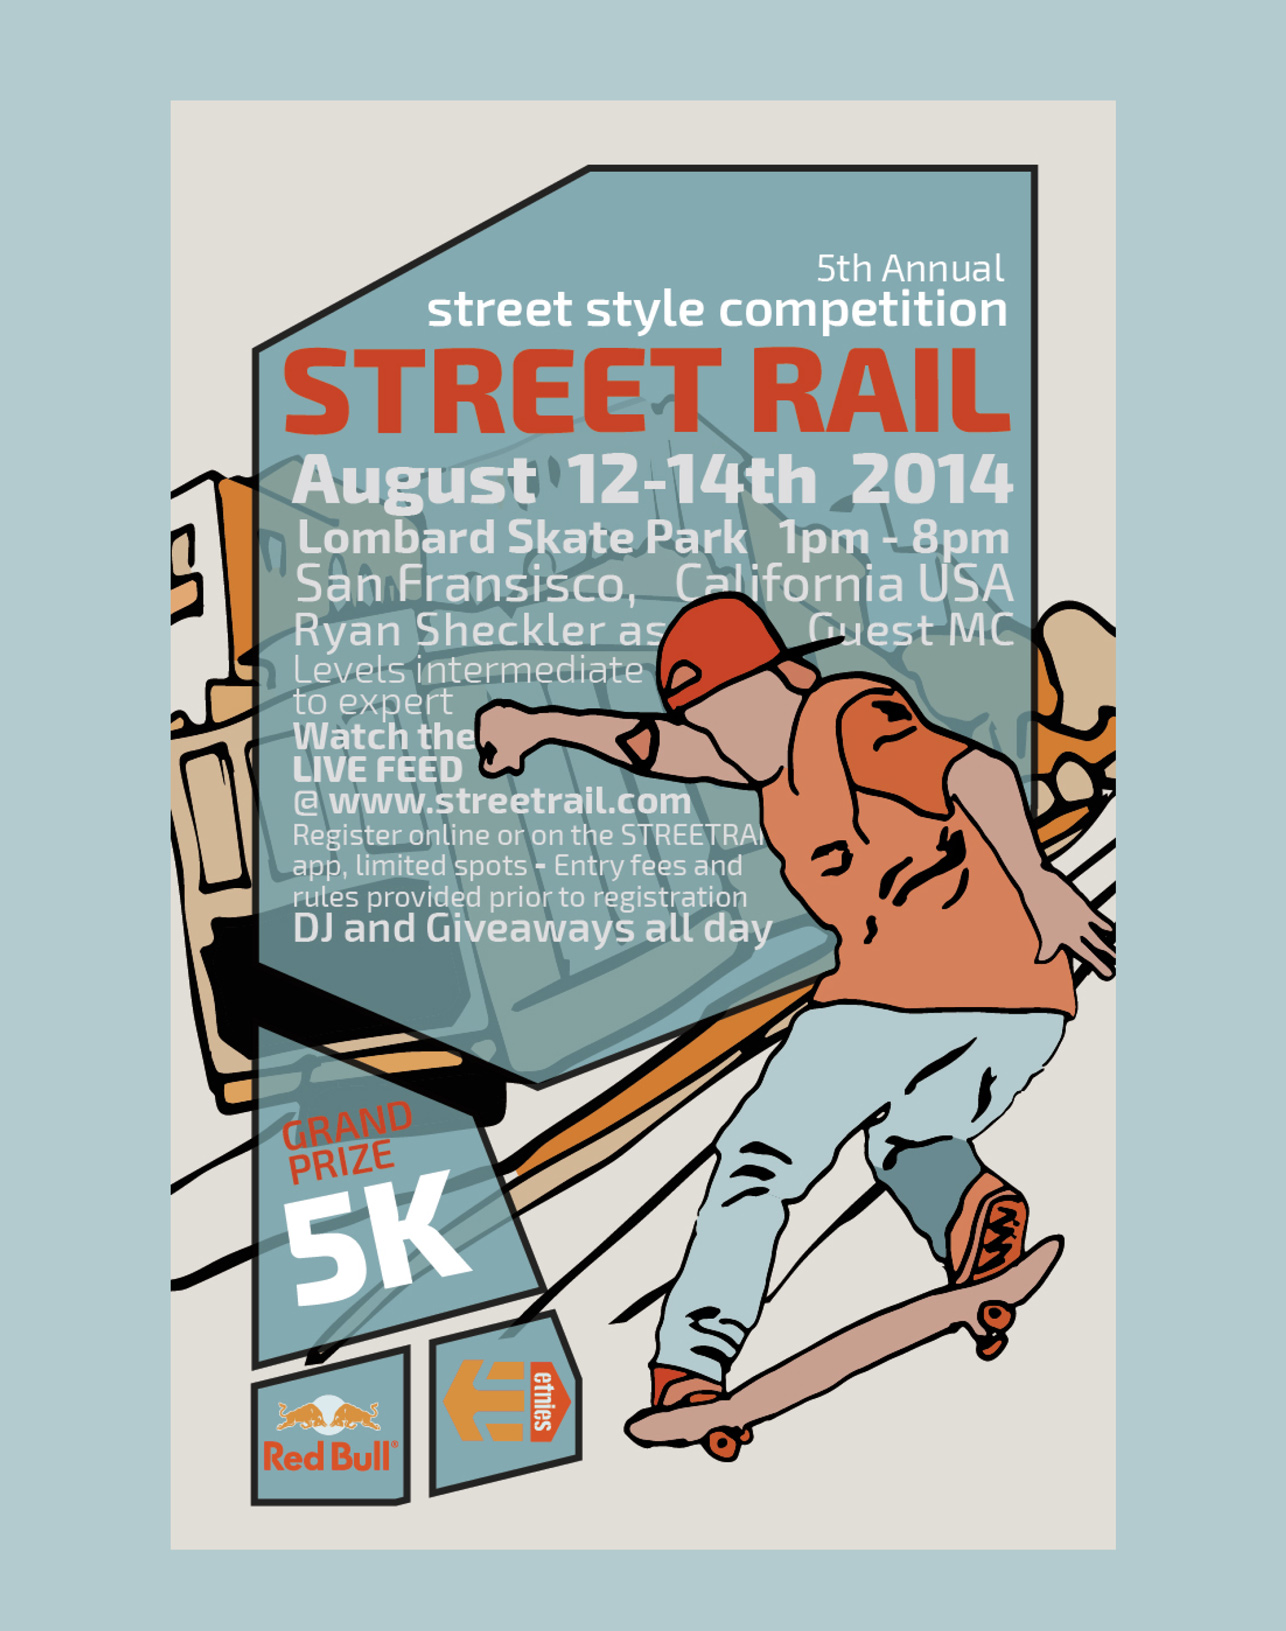 5th Annual
street style competition
STREET RAIL
August 12-14th 2014
Lombard Skate Park 1pm - 8pm
San Fransisco, California USA
Ryan Sheckler as Guest MC
Levels intermediate
to expert
Watch the
LIVE FEED
@ www.streetrail.com
Register online or on the STREETRAI
app, limited spots - Entry fees and
rules provided prior to registration
DJ and Giveaways all day
GRAND
PRIZE
5K
Red Bull®
etnies